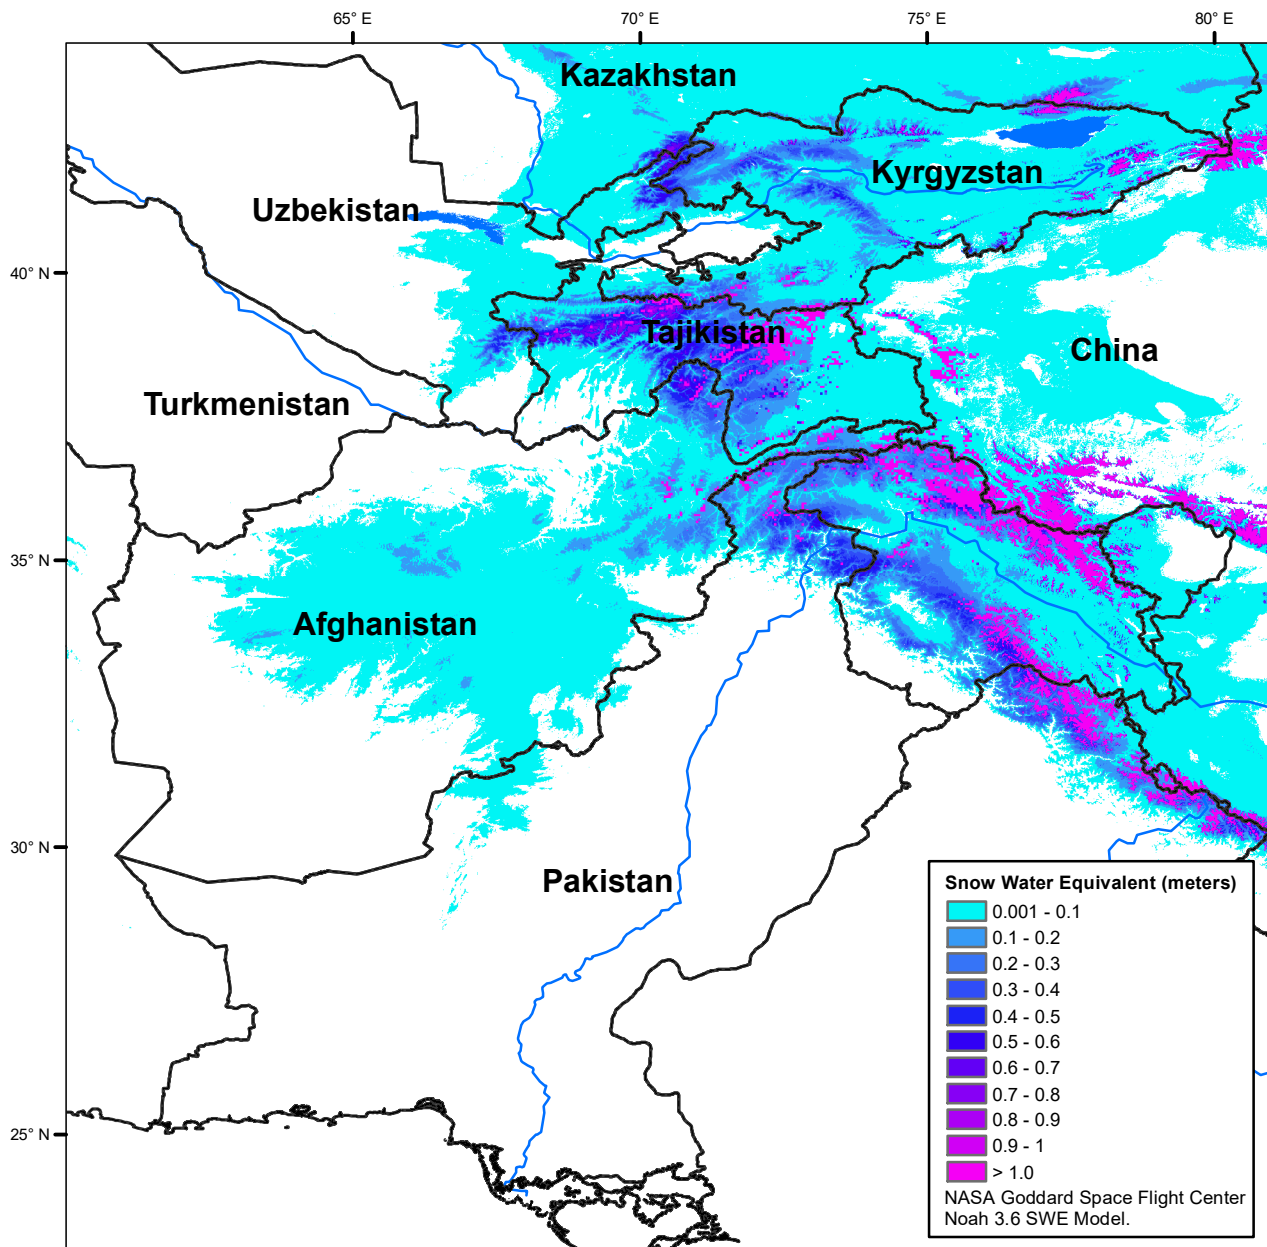 65° E
70° E
75° E
80° E
Kazakhstan
Kyrgyzstan
Uzbekistan
40° N
Tajikistan
China
Turkmenistan
35° N
Afghanistan
30° N
Pakistan
25° N
Snow Water Equivalent (meters)
0.001 - 0.1
0.1 - 0.2
0.2 - 0.3
0.3 - 0.4
0.4 - 0.5
0.5 - 0.6
0.6 - 0.7
0.7 - 0.8
0.8 - 0.9
0.9 - 1
> 1.0
NASA Goddard Space Flight Center
Noah 3.6 SWE Model.